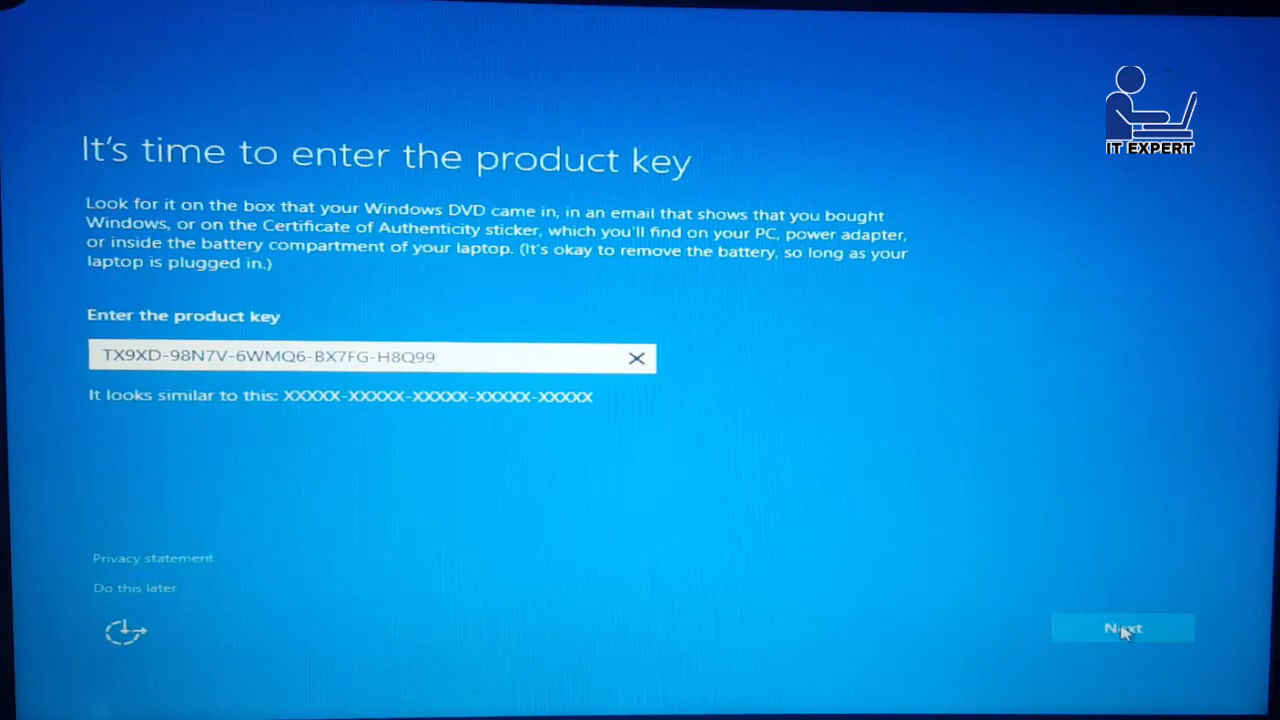 IT EXPERT
It's time to enter the product key
Look for it on the box that your Windows DVD came in, in an email that shows that you bought
Windows, or on the Certificate of Authenticity sticker, which you'll find on your PC, power adapter,
or inside the battery compartment of your laptop. (It's okay to remove the battery, so long as your
laptop is plugged in.)
Enter the product key
TX9XD-98N7V-6WMQ6-BX7FG-H8Q99
It looks similar to this: XXXXX-XXXXX-XXXXX-XXXXX-XXXXX
Privacy statement
Do this later
Next